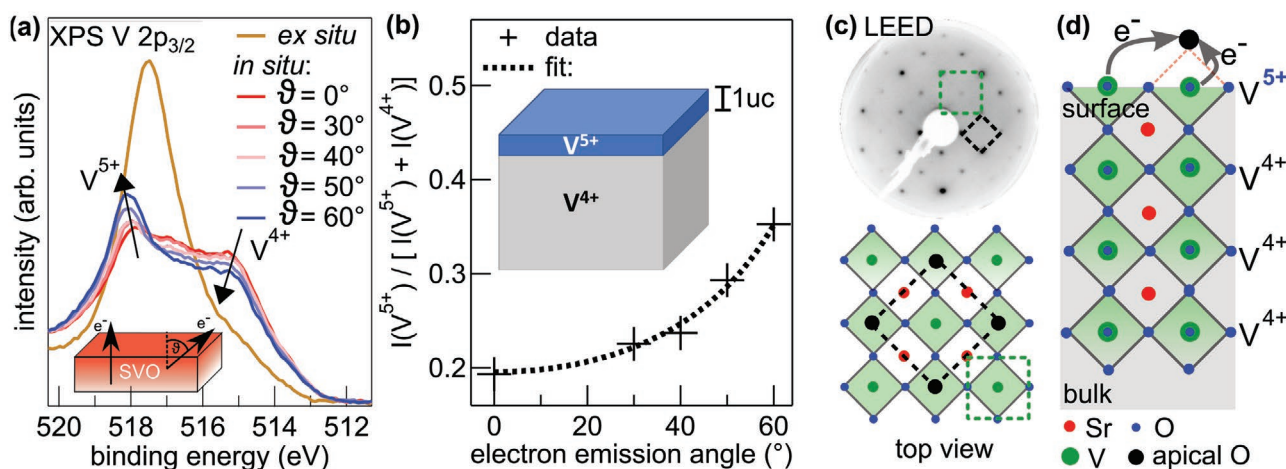 (a)
XPS V 2p3/2
ex situ
in situ:
ϑ = 0°
ϑ = 30°
ϑ = 40°
ϑ = 50°
ϑ = 60°
V5+
V4+
e-
e-
ϑ
SVO
intensity (arb. units)
520 518 516 514 512
binding energy (eV)
(b)
data
fit:
1uc
V5+
V4+
I(V5+) / [ I(V5+) + I(V4+)]
0.5
0.4
0.3
0.2
0 20 40 60
electron emission angle (°)
(c) LEED
top view
(d)
e-
e-
V5+
surface
V4+
V4+
V4+
bulk
Sr
O
V
apical O